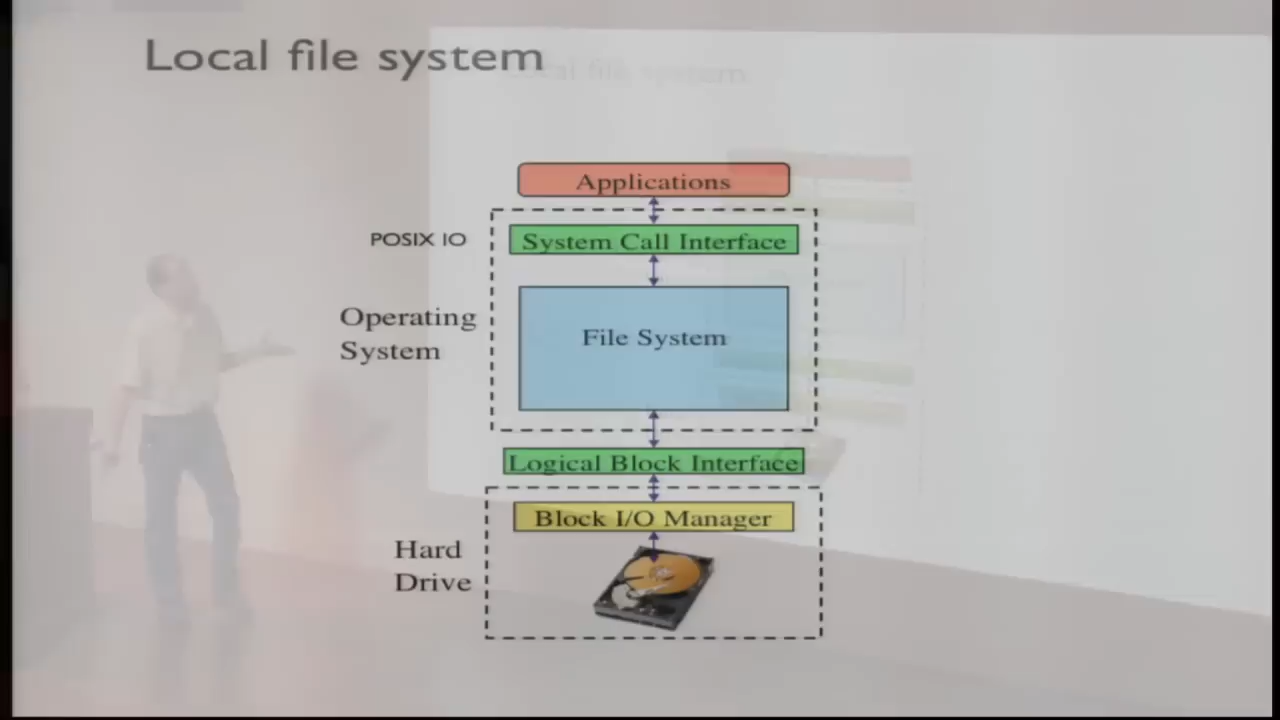 Local file system
Applications
POSIX IO
System Call Interface
Operating
System
File System
Logical Block Interface
Block I/O Manager
Hard
Drive